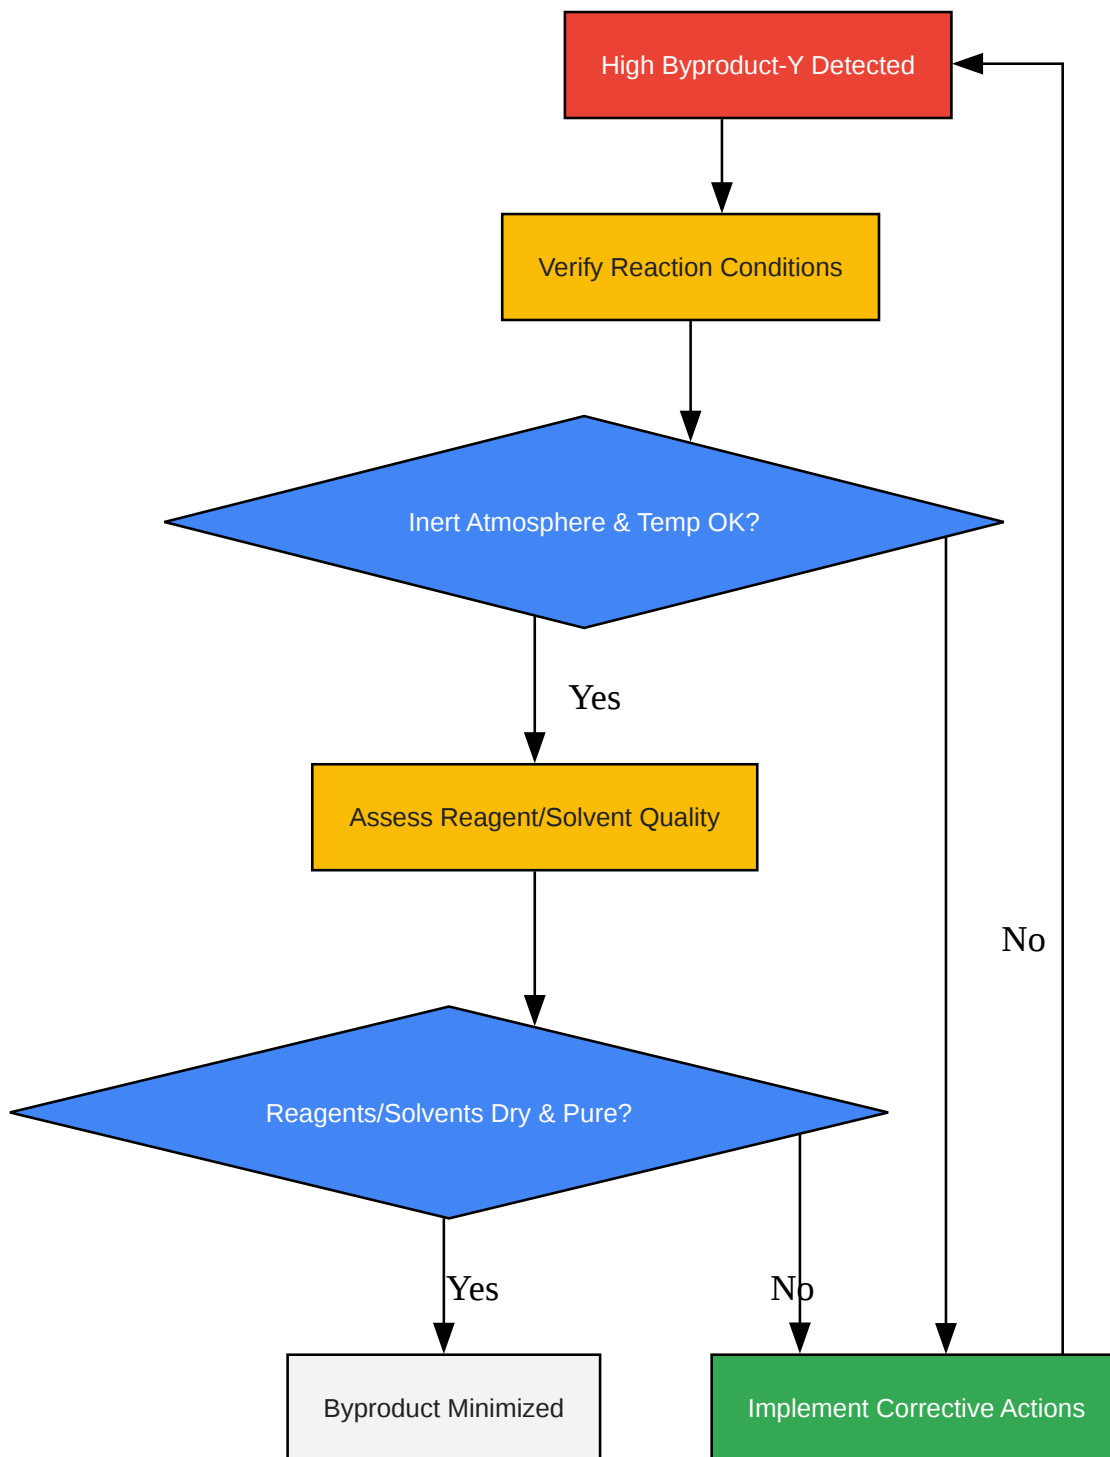 High Byproduct-Y Detected
Verify Reaction Conditions
Inert Atmosphere & Temp OK?
Yes
Assess Reagent/Solvent Quality
No
Reagents/Solvents Dry & Pure?
Yes
No
Byproduct Minimized
Implement Corrective Actions